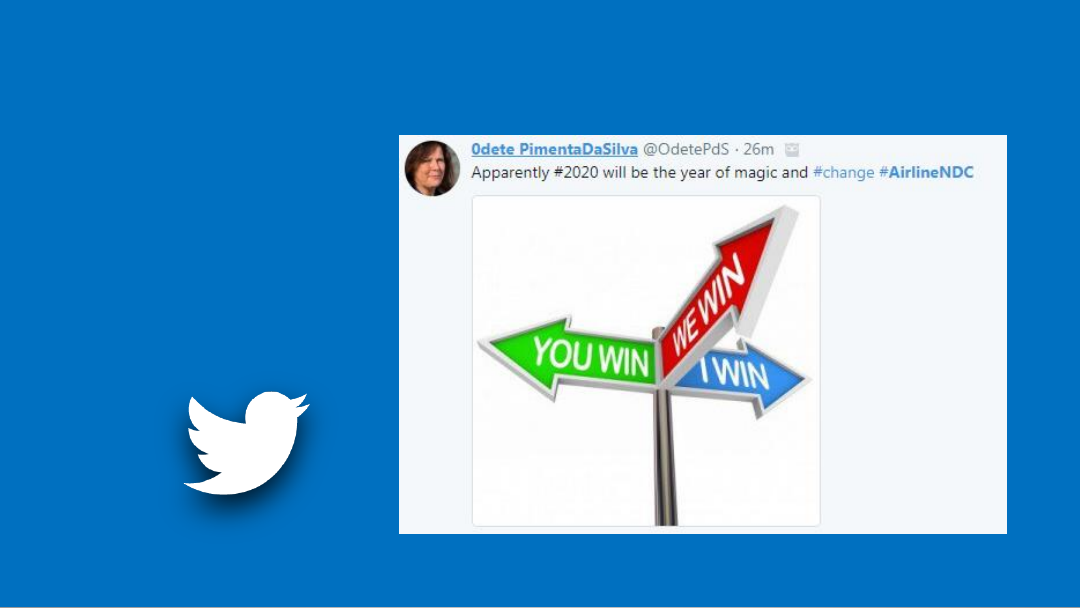 0dete PimentaDaSilva @OdetePdS · 26m
Apparently #2020 will be the year of magic and #change #AirlineNDC
WE WIN
YOU WIN
I WIN